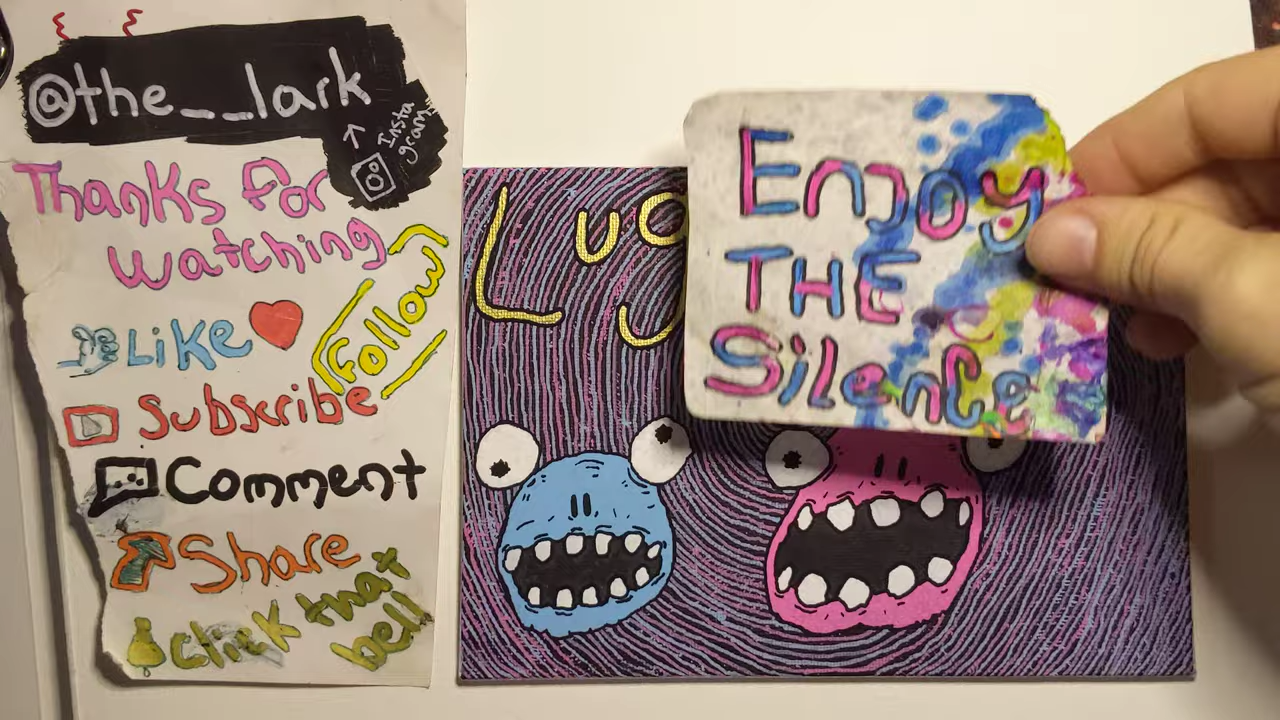 @the__lark
Insta
gram
Thanks for
watching
Like
Follow
Subscribe
Comment
Share
click that
bell
Enjoy
THE
Silence